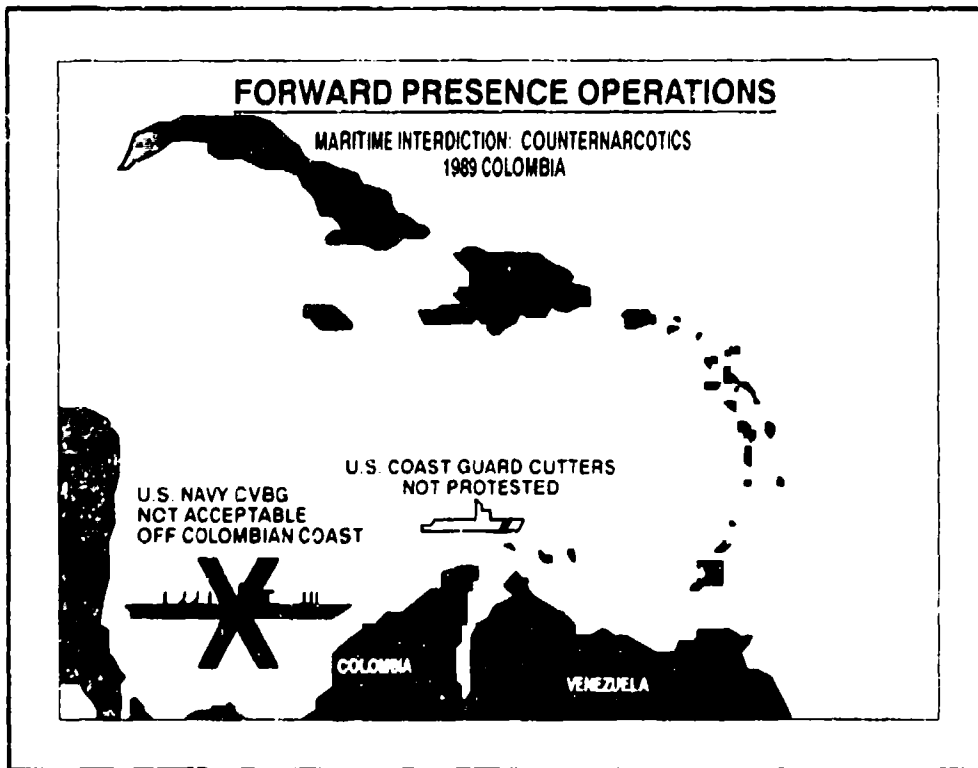 FORWARD PRESENCE OPERATIONS
MARITIME INTERDICTION: COUNTERNARCOTICS
1989 COLOMBIA
U.S. COAST GUARD CUTTERS
NOT PROTESTED
U.S. NAVY CVBG
NOT ACCEPTABLE
OFF COLOMBIAN COAST
COLOMBIA
VENEZUELA